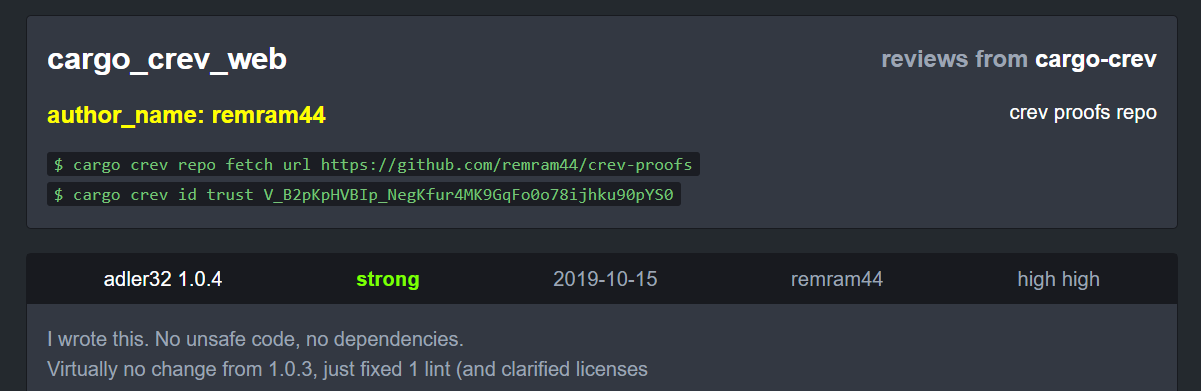 cargo_crev_web
reviews from cargo-crev
author_name: remram44
crev proofs repo
$ cargo crev repo fetch url https://github.com/remram44/crev-proofs
$ cargo crev id trust V_B2pKpHVBIp_NegKfur4MK9GqFo0o78ijhku90pYS0
adler32 1.0.4 strong 2019-10-15 remram44 high high
I wrote this. No unsafe code, no dependencies.
Virtually no change from 1.0.3, just fixed 1 lint (and clarified licenses